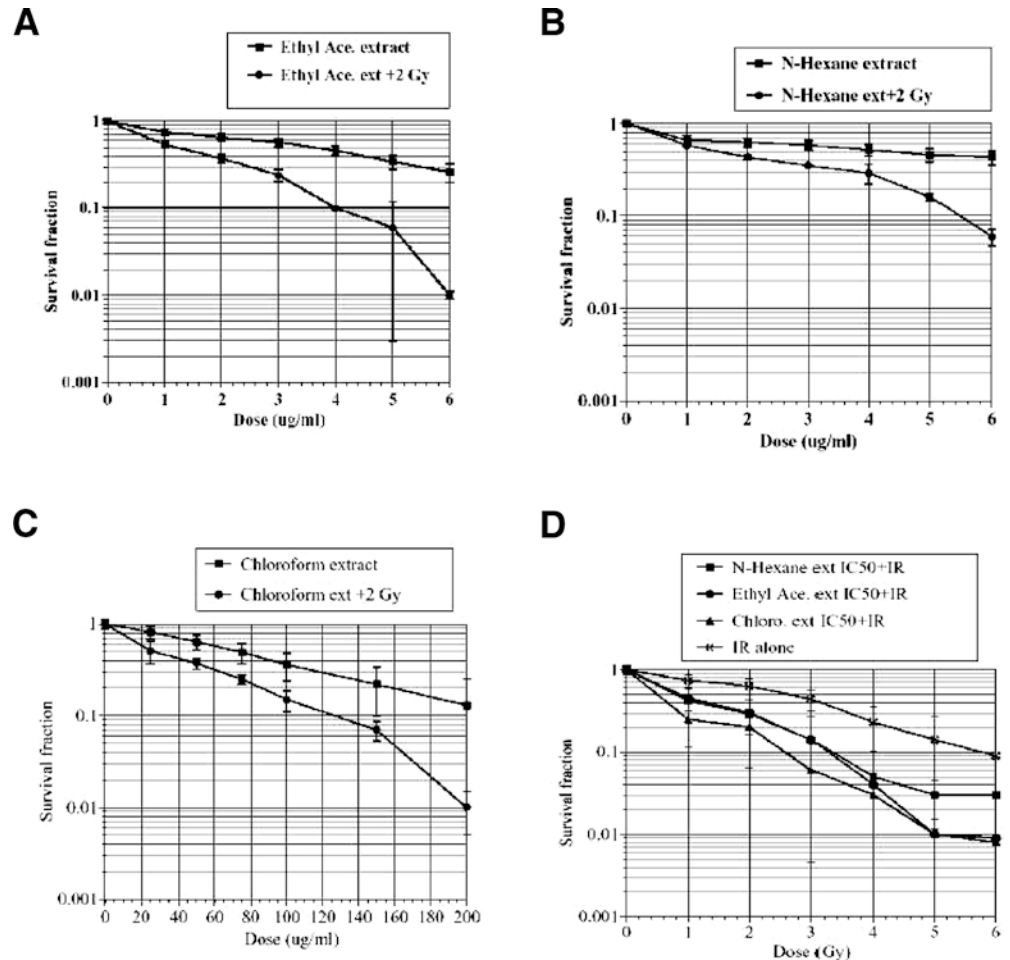 A
Ethyl Ace. extract
Ethyl Ace. ext +2 Gy
1
0.1
0.01
0.001
Survival fraction
0 1 2 3 4 5 6
Dose (ug/ml)
B
N-Hexane extract
N-Hexane ext+2 Gy
1
0.1
0.01
0.001
Survival fraction
0 1 2 3 4 5 6
Dose (ug/ml)
C
Chloroform extract
Chloroform ext +2 Gy
1
0.1
0.01
0.001
Survival fraction
0 20 40 60 80 100 120 140 160 180 200
Dose (ug/ml)
D
N-Hexane ext IC50+IR
Ethyl Ace. ext IC50+IR
Chloro. ext IC50+IR
IR alone
1
0.1
0.01
0.001
Survival fraction
0 1 2 3 4 5 6
Dose (Gy)